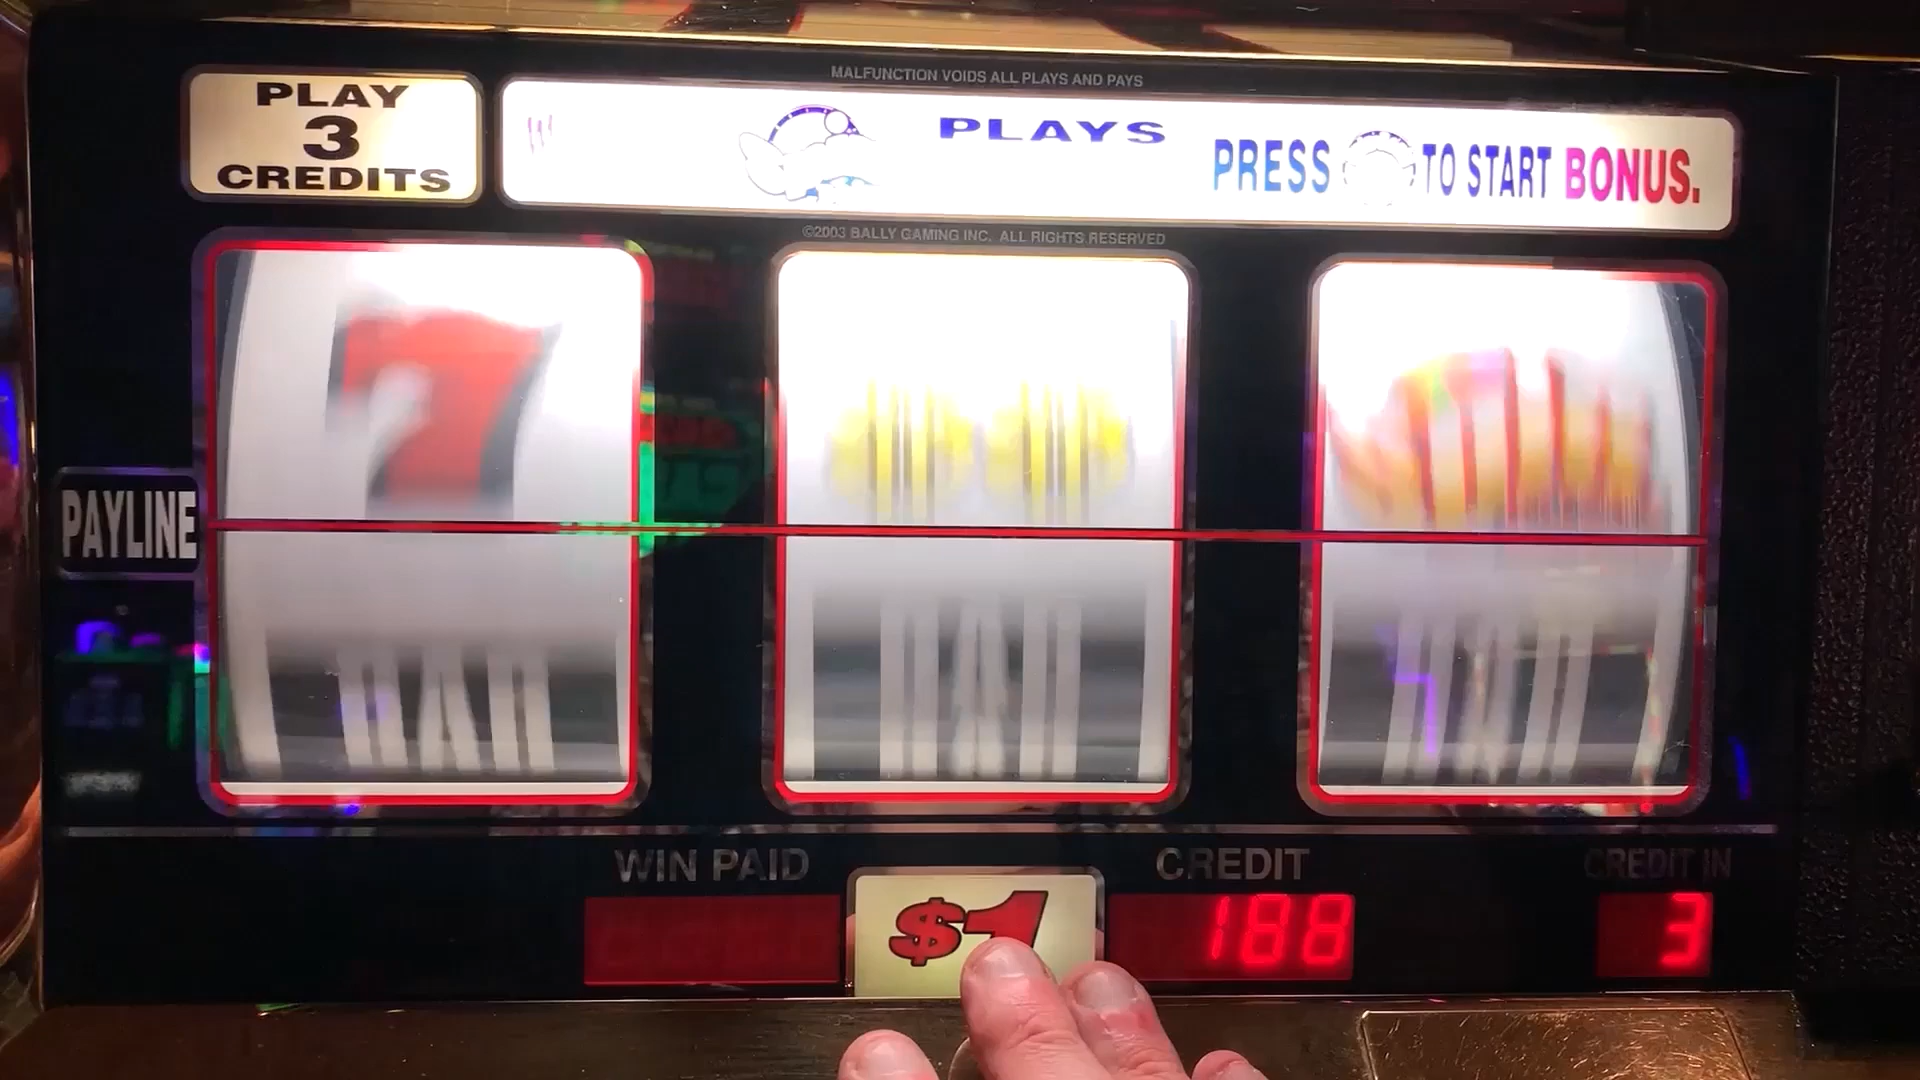 MALFUNCTION VOIDS ALL PLAYS AND PAYS
PLAY
3
CREDITS
PLAYS
PRESS TO START BONUS.
©2003 BALLY GAMING INC. ALL RIGHTS RESERVED
7
PAYLINE
WIN PAID
CREDIT
CREDIT IN
$1
188
3